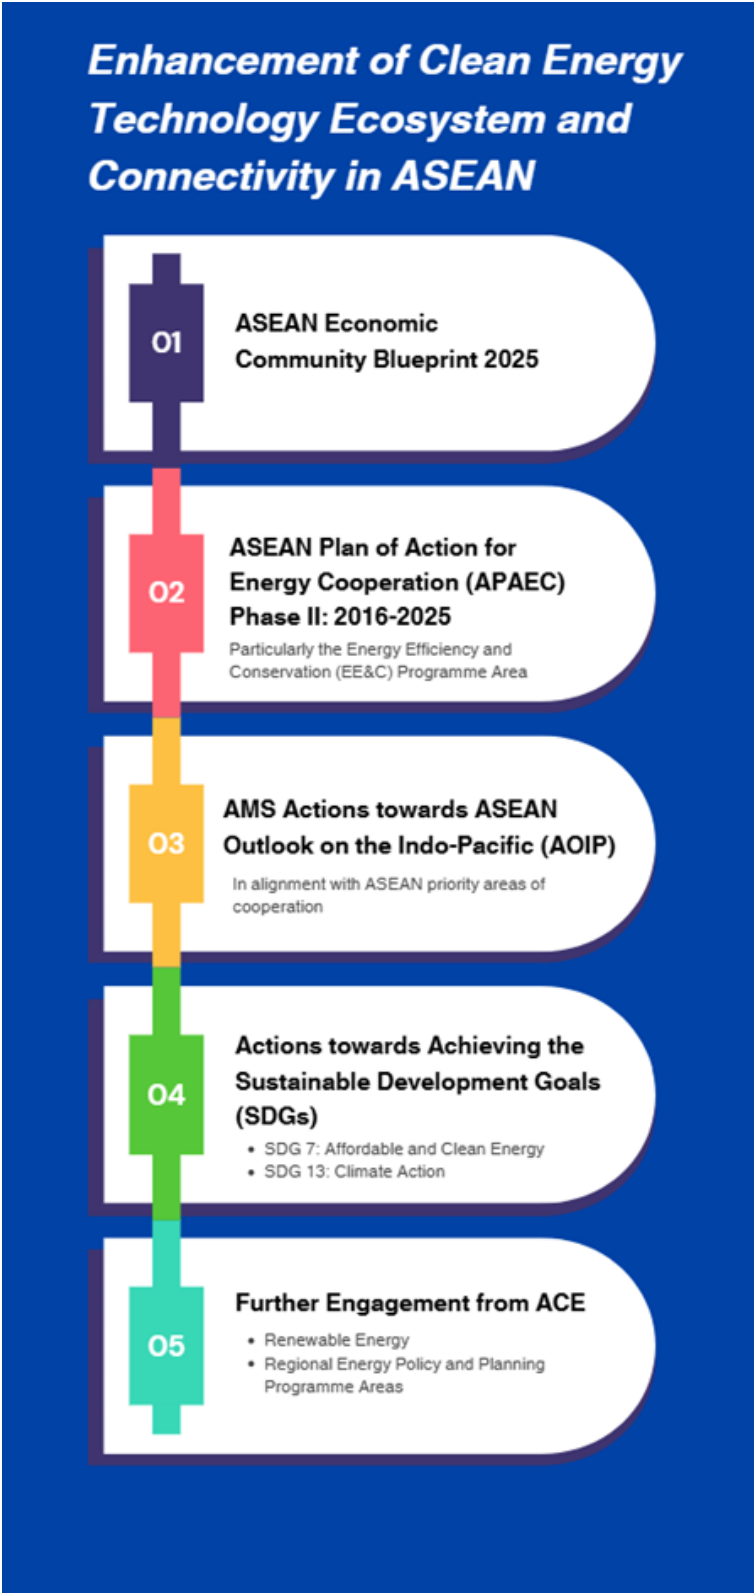 Enhancement of Clean Energy
Technology Ecosystem and
Connectivity in ASEAN
01
ASEAN Economic
Community Blueprint 2025
02
ASEAN Plan of Action for
Energy Cooperation (APAEC)
Phase II: 2016-2025
Particularly the Energy Efficiency and
Conservation (EE&C) Programme Area
03
AMS Actions towards ASEAN
Outlook on the Indo-Pacific (AOIP)
In alignment with ASEAN priority areas of
cooperation
04
Actions towards Achieving the
Sustainable Development Goals
(SDGs)
• SDG 7: Affordable and Clean Energy
• SDG 13: Climate Action
05
Further Engagement from ACE
• Renewable Energy
• Regional Energy Policy and Planning
Programme Areas